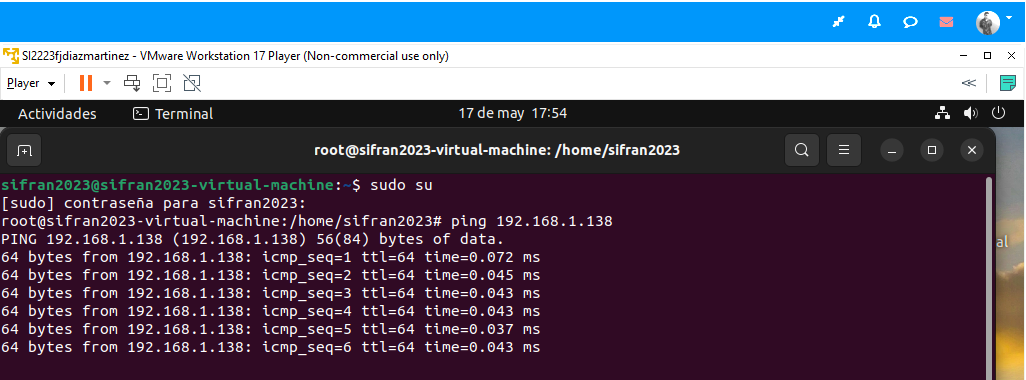 SI2223fjdiazmartinez - VMware Workstation 17 Player (Non-commercial use only)
Player
Actividades
Terminal
17 de may 17:54
root@sifran2023-virtual-machine: /home/sifran2023
sifran2023@sifran2023-virtual-machine:~$ sudo su
[sudo] contraseña para sifran2023:
root@sifran2023-virtual-machine:/home/sifran2023# ping 192.168.1.138
PING 192.168.1.138 (192.168.1.138) 56(84) bytes of data.
64 bytes from 192.168.1.138: icmp_seq=1 ttl=64 time=0.072 ms
64 bytes from 192.168.1.138: icmp_seq=2 ttl=64 time=0.045 ms
64 bytes from 192.168.1.138: icmp_seq=3 ttl=64 time=0.043 ms
64 bytes from 192.168.1.138: icmp_seq=4 ttl=64 time=0.043 ms
64 bytes from 192.168.1.138: icmp_seq=5 ttl=64 time=0.037 ms
64 bytes from 192.168.1.138: icmp_seq=6 ttl=64 time=0.043 ms
al